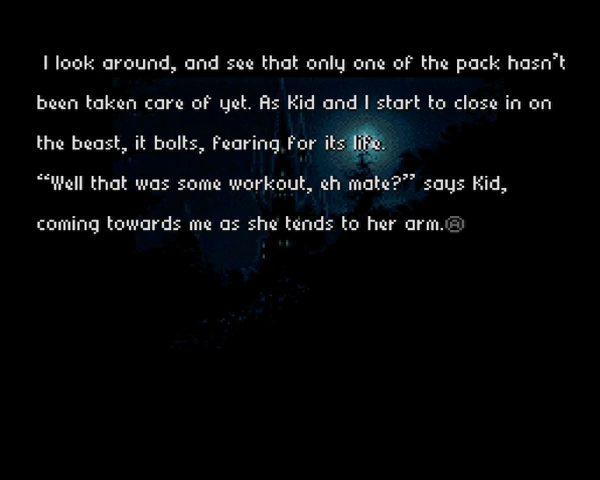 I look around, and see that only one of the pack hasn't
been taken care of yet. As Kid and I start to close in on
the beast, it bolts, fearing for its life.
“Well that was some workout, eh mate?” says Kid,
coming towards me as she tends to her arm.Ⓐ